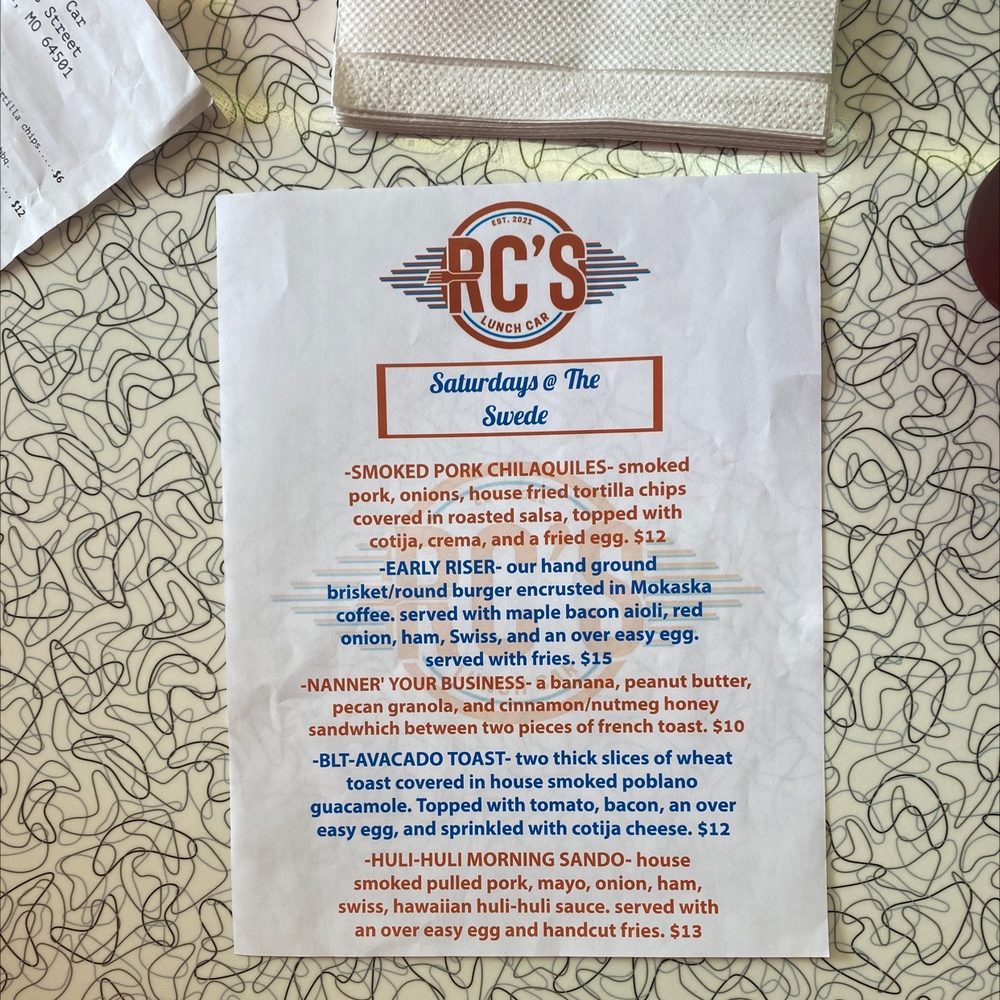 Car
Street
MO 64501
tortilla chips.....$6
bbq.
... $12
EST. 2021
RC'S
LUNCH CAR
Saturdays @ The
Swede
-SMOKED PORK CHILAQUILES- smoked
pork, onions, house fried tortilla chips
covered in roasted salsa, topped with
cotija, crema, and a fried egg. $12
-EARLY RISER- our hand ground
brisket/round burger encrusted in Mokaska
coffee. served with maple bacon aioli, red
onion, ham, Swiss, and an over easy egg.
served with fries. $15
-NANNER' YOUR BUSINESS- a banana, peanut butter,
pecan granola, and cinnamon/nutmeg honey
sandwhich between two pieces of french toast. $10
-BLT-AVACADO TOAST- two thick slices of wheat
toast covered in house smoked poblano
guacamole. Topped with tomato, bacon, an over
easy egg, and sprinkled with cotija cheese. $12
-HULI-HULI MORNING SANDO- house
smoked pulled pork, mayo, onion, ham,
swiss, hawaiian huli-huli sauce. served with
an over easy egg and handcut fries. $13